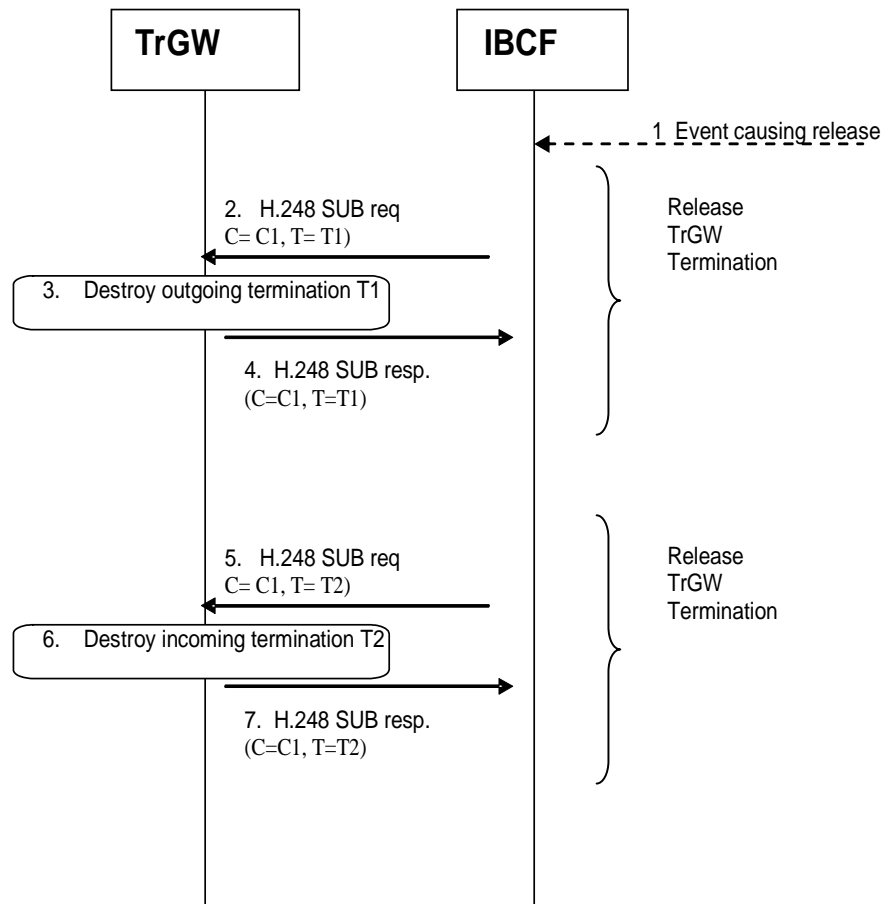 TrGW
IBCF
1 Event causing release
2. H.248 SUB req
C= C1, T= T1)
Release
TrGW
Termination
3. Destroy outgoing termination T1
4. H.248 SUB resp.
(C=C1, T=T1)
5. H.248 SUB req
C= C1, T= T2)
Release
TrGW
Termination
6. Destroy incoming termination T2
7. H.248 SUB resp.
(C=C1, T=T2)